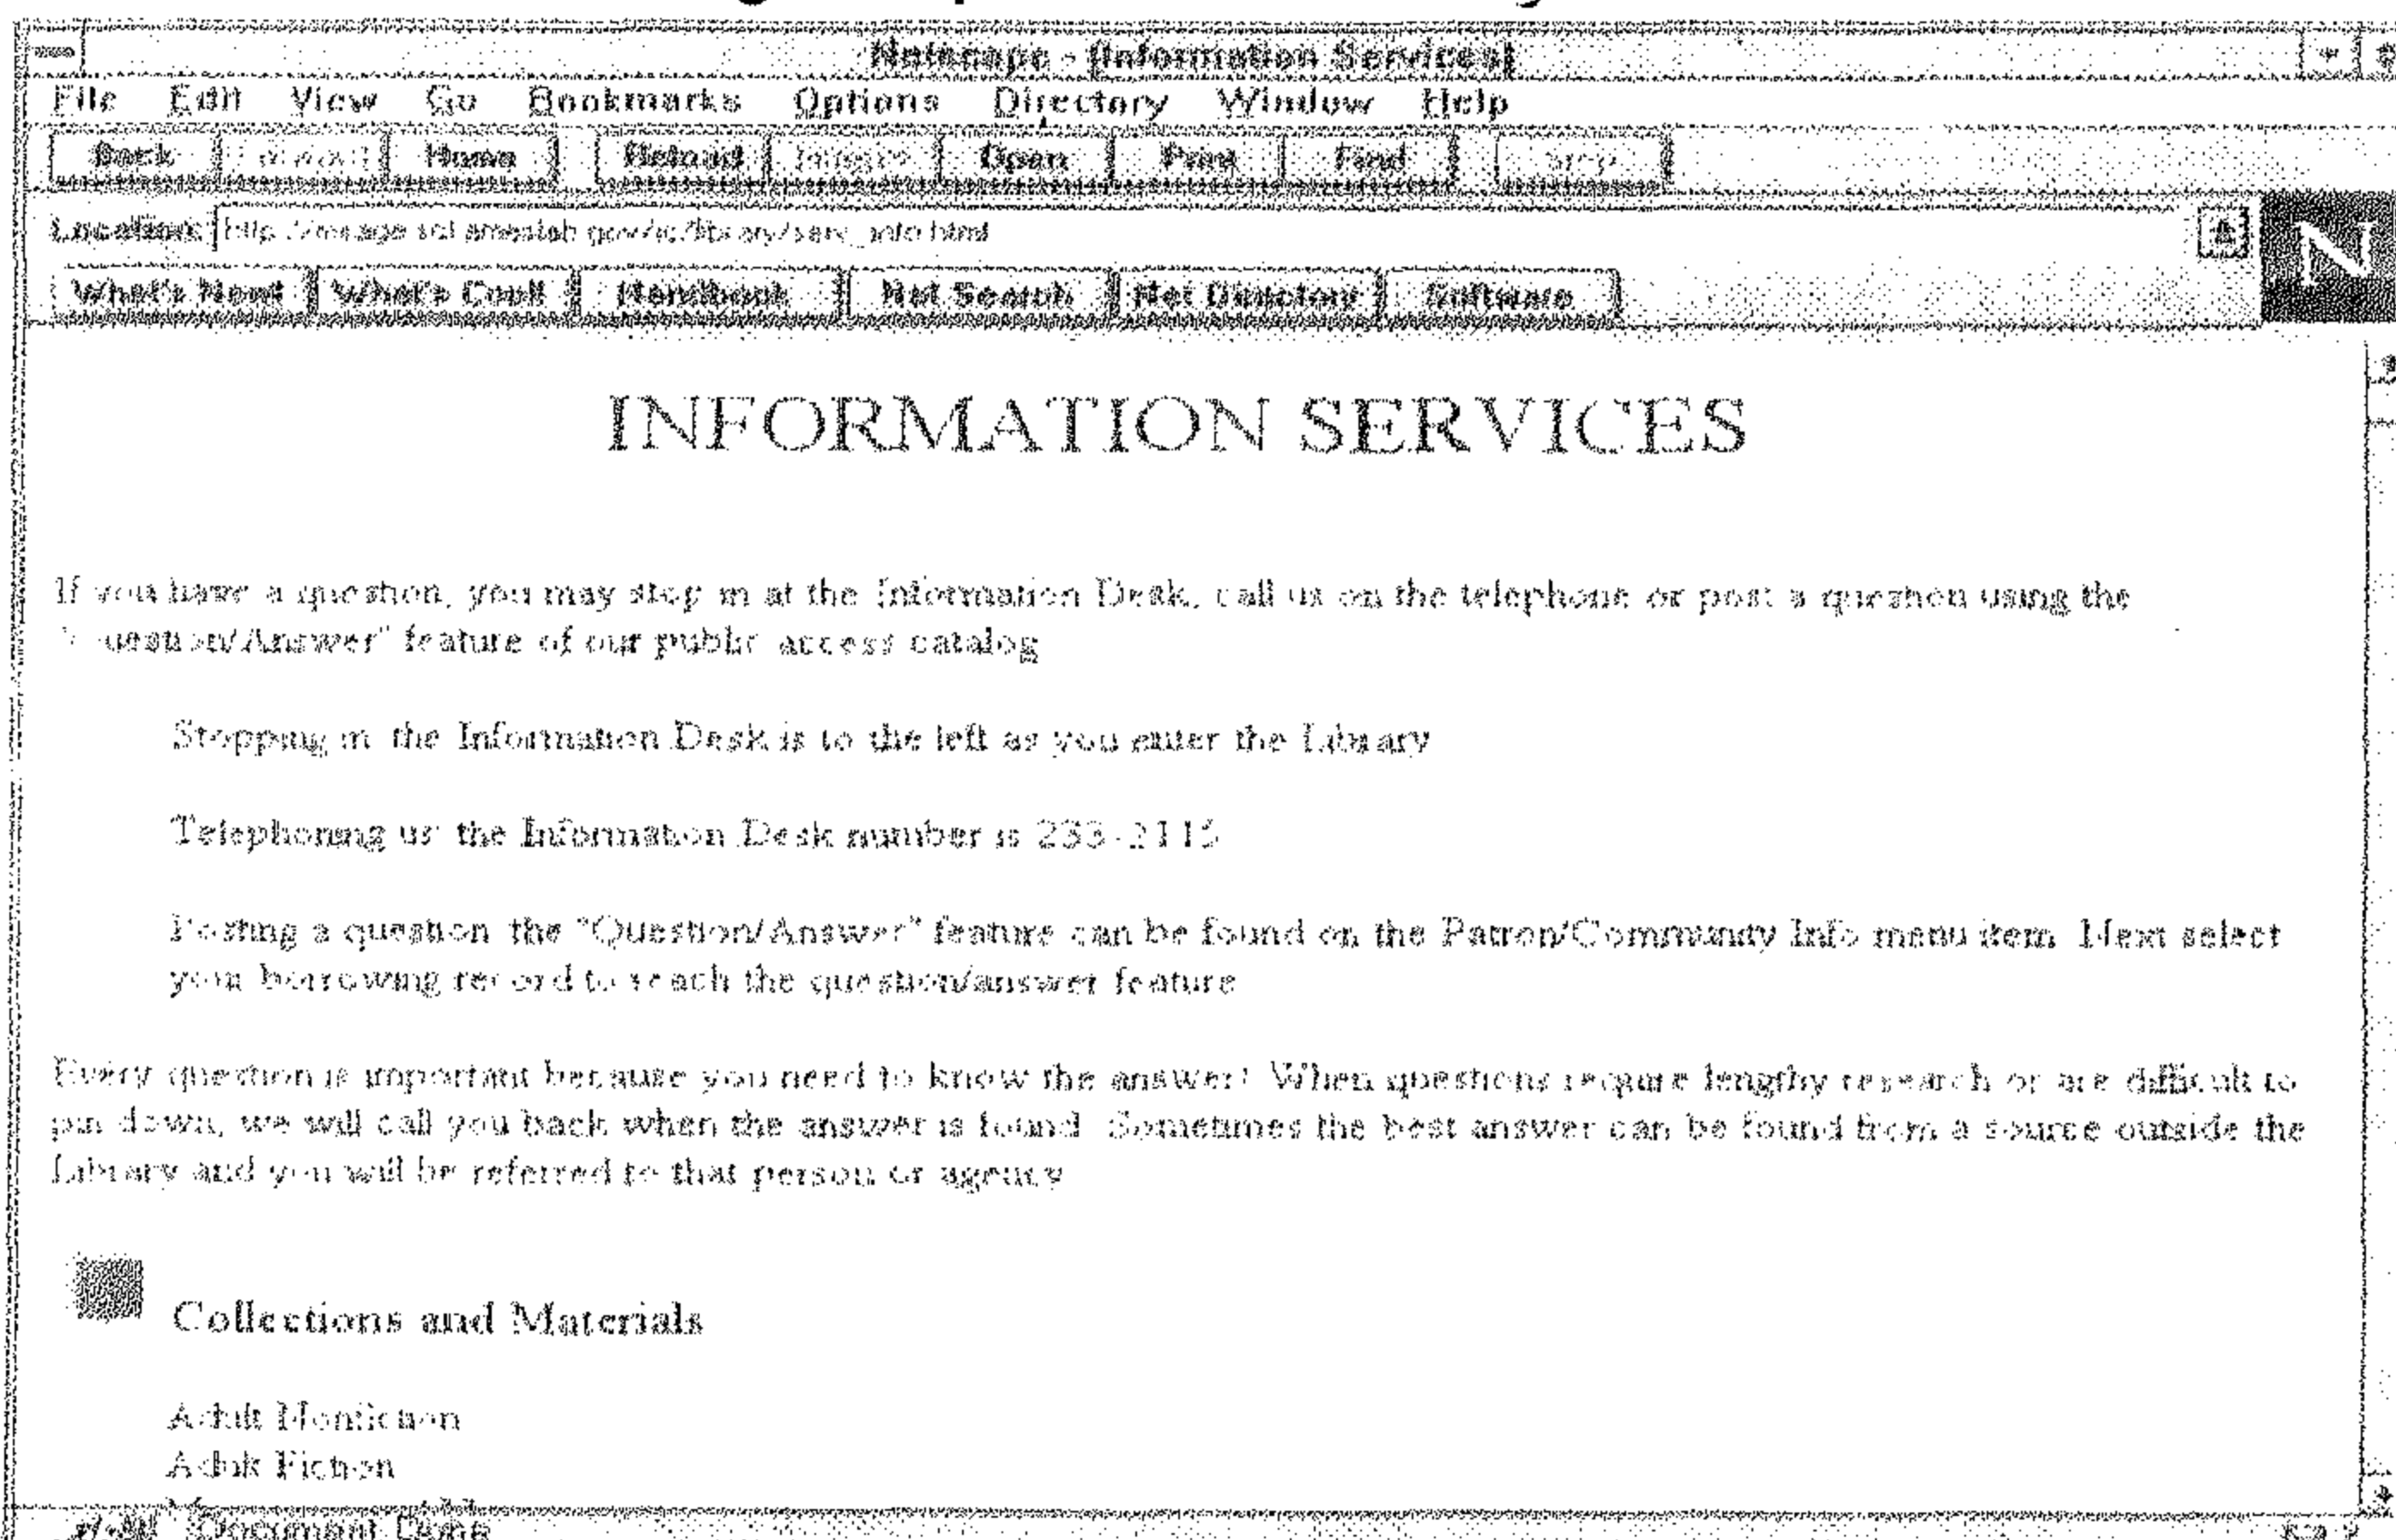 Netscape - [Information Services]
File Edit View Go Bookmarks Options Directory Window Help
Back Forward Home Reload Images Open Print Find Stop
Location:
What's New! What's Cool! Handbook Net Search Net Directory Software
N
INFORMATION SERVICES
If you have a question, you may stop in at the Information Desk, call us on the telephone or post a question using the
"Question/Answer" feature of our public access catalog
Stopping in the Information Desk is to the left as you enter the Library
Telephoning us the Information Desk number is 233-2115
Posting a question the "Question/Answer" feature can be found on the Patron/Community Info menu item Next select
your borrowing record to reach the question/answer feature
Every question is important because you need to know the answer! When questions require lengthy research or are difficult to
pin down, we will call you back when the answer is found Sometimes the best answer can be found from a source outside the
Library and you will be referred to that person or agency
Collections and Materials
Adult Nonfiction
Adult Fiction
Document Done